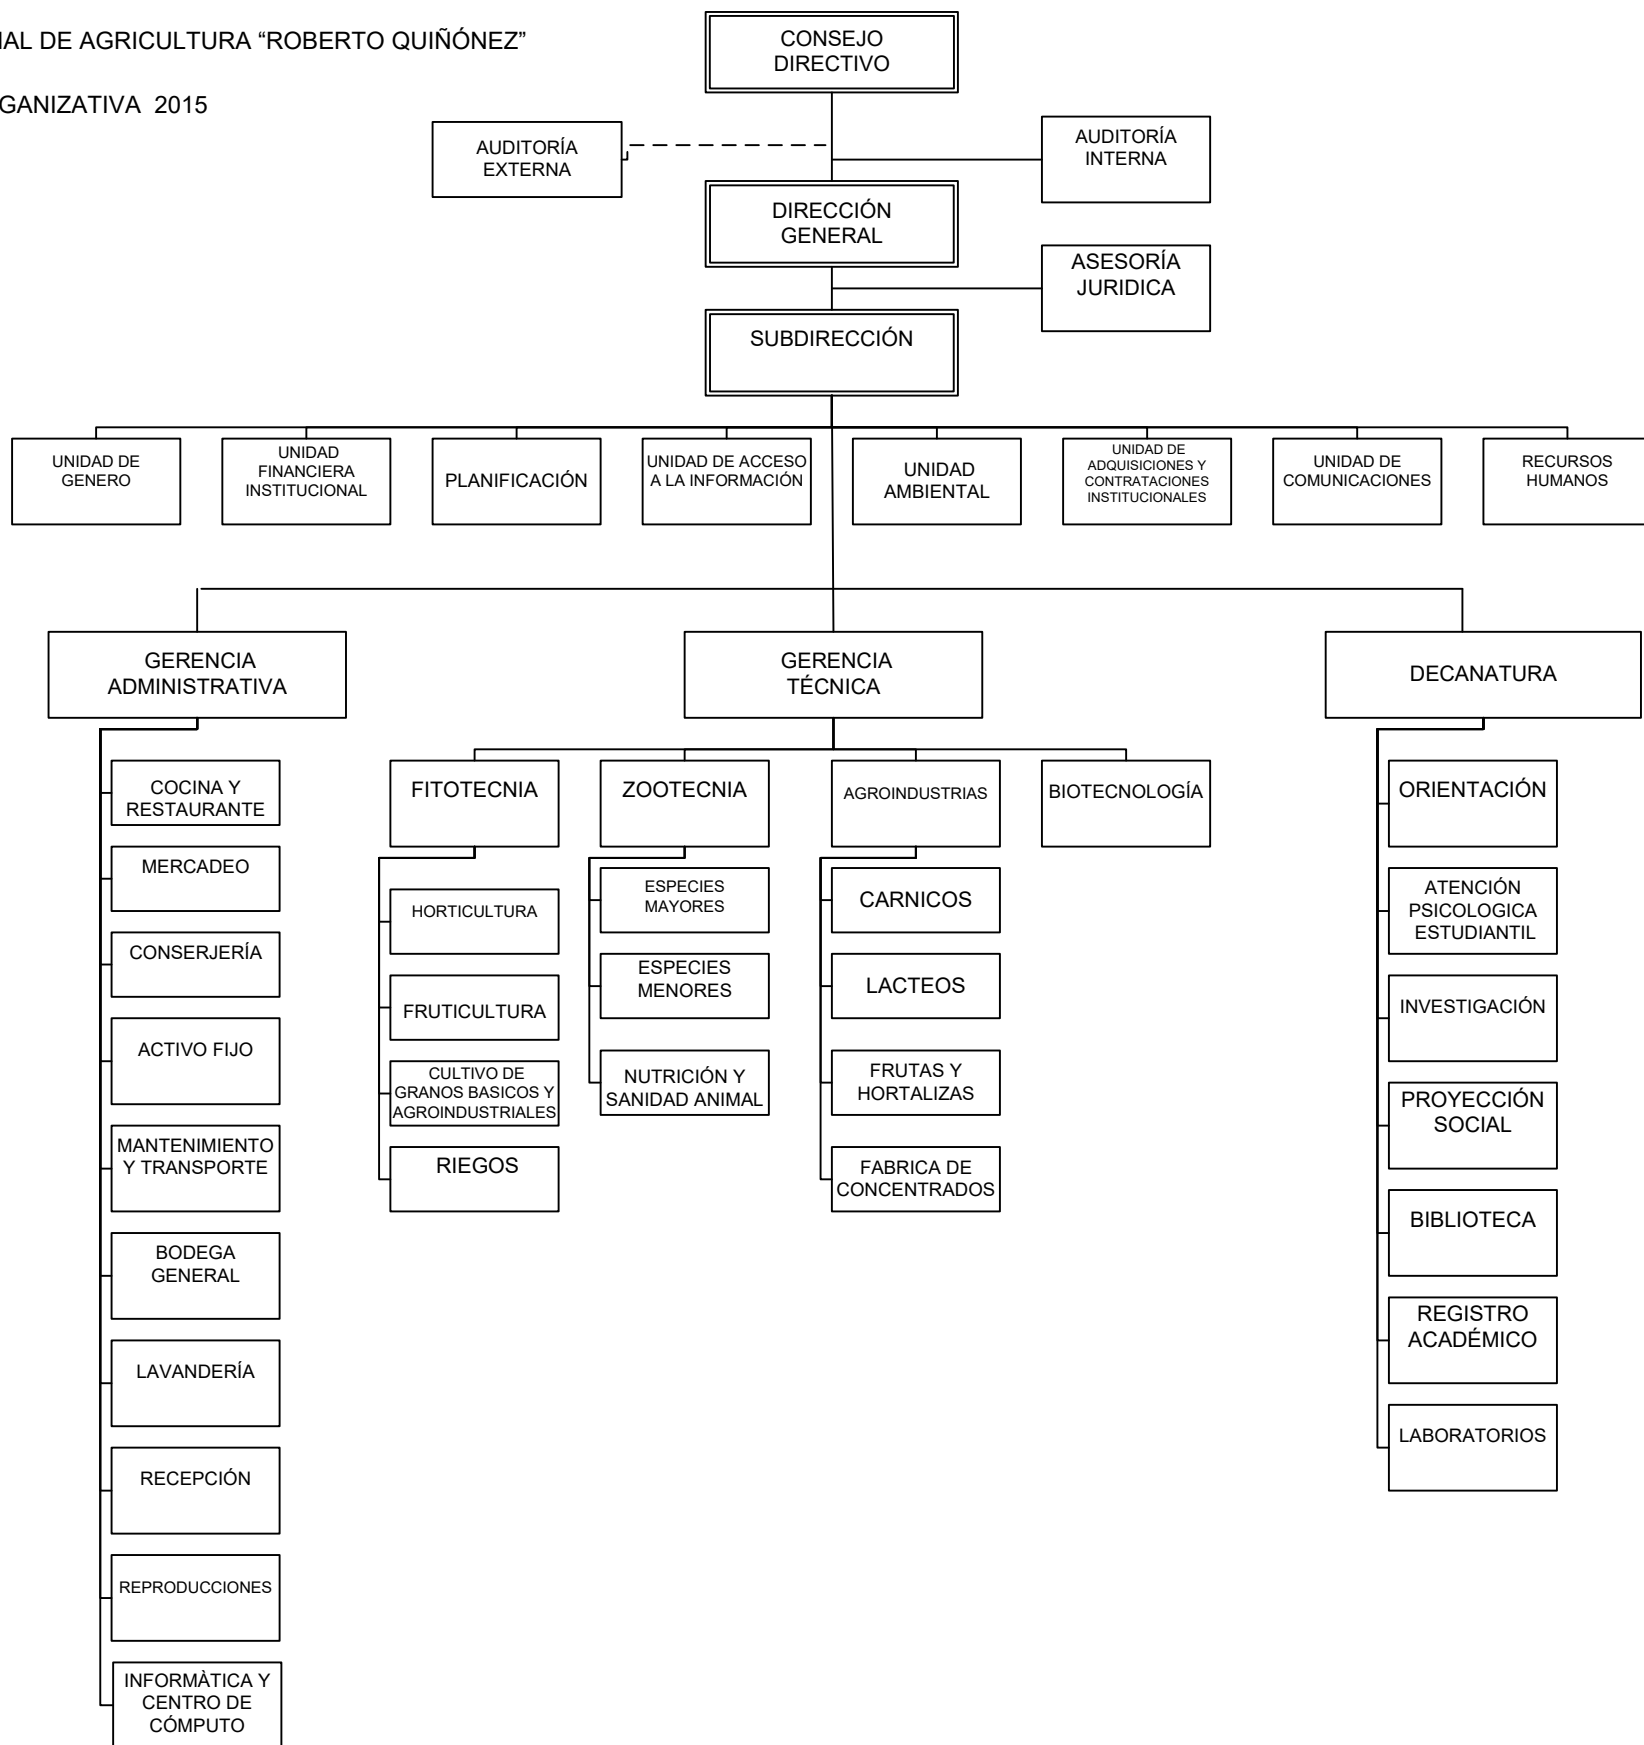 IAL DE AGRICULTURA “ROBERTO QUIÑÓNEZ”
GANIZATIVA 2015
CONSEJO
DIRECTIVO
AUDITORÍA
EXTERNA
AUDITORÍA
INTERNA
DIRECCIÓN
GENERAL
ASESORÍA
JURIDICA
SUBDIRECCIÓN
UNIDAD DE
GENERO
UNIDAD
FINANCIERA
INSTITUCIONAL
PLANIFICACIÓN
UNIDAD DE ACCESO
A LA INFORMACIÓN
UNIDAD
AMBIENTAL
UNIDAD DE
ADQUISICIONES Y
CONTRATACIONES
INSTITUCIONALES
UNIDAD DE
COMUNICACIONES
RECURSOS
HUMANOS
GERENCIA
ADMINISTRATIVA
GERENCIA
TÉCNICA
DECANATURA
COCINA Y
RESTAURANTE
MERCADEO
CONSERJERÍA
ACTIVO FIJO
MANTENIMIENTO
Y TRANSPORTE
BODEGA
GENERAL
LAVANDERÍA
RECEPCIÓN
REPRODUCCIONES
INFORMÀTICA Y
CENTRO DE
CÓMPUTO
FITOTECNIA
HORTICULTURA
FRUTICULTURA
CULTIVO DE
GRANOS BASICOS Y
AGROINDUSTRIALES
RIEGOS
ZOOTECNIA
ESPECIES
MAYORES
ESPECIES
MENORES
NUTRICIÓN Y
SANIDAD ANIMAL
AGROINDUSTRIAS
CARNICOS
LACTEOS
FRUTAS Y
HORTALIZAS
FABRICA DE
CONCENTRADOS
BIOTECNOLOGÍA
ORIENTACIÓN
ATENCIÓN
PSICOLOGICA
ESTUDIANTIL
INVESTIGACIÓN
PROYECCIÓN
SOCIAL
BIBLIOTECA
REGISTRO
ACADÉMICO
LABORATORIOS